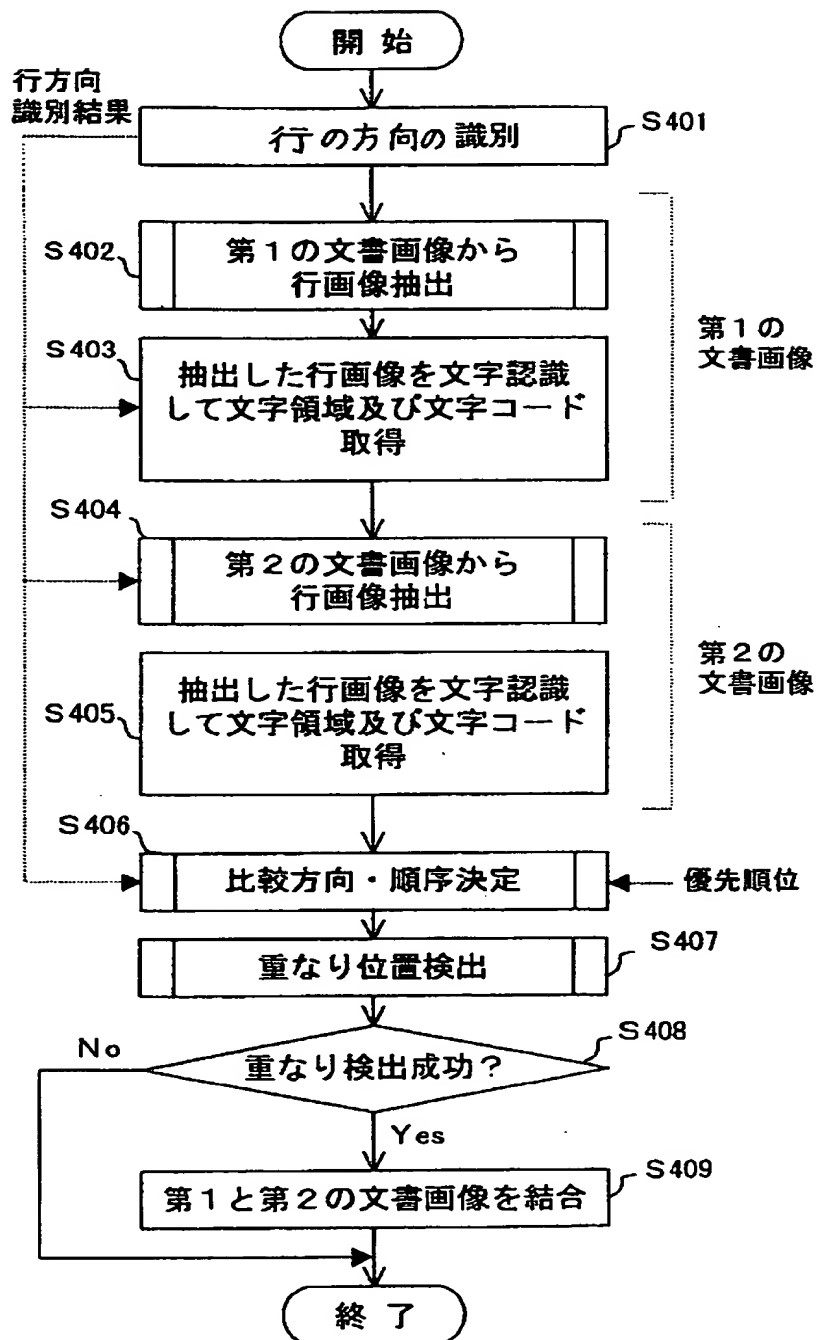 開 始
行方向
識別結果
行の方向の識別
S401
S402
第1の文書画像から
行画像抽出
S403
抽出した行画像を文字認識
して文字領域及び文字コード
取得
第1の
文書画像
S404
第2の文書画像から
行画像抽出
S405
抽出した行画像を文字認識
して文字領域及び文字コード
取得
第2の
文書画像
S406
比較方向・順序決定
優先順位
重なり位置検出
S407
重なり検出成功?
S408
No
Yes
第1と第2の文書画像を結合
S409
終 了